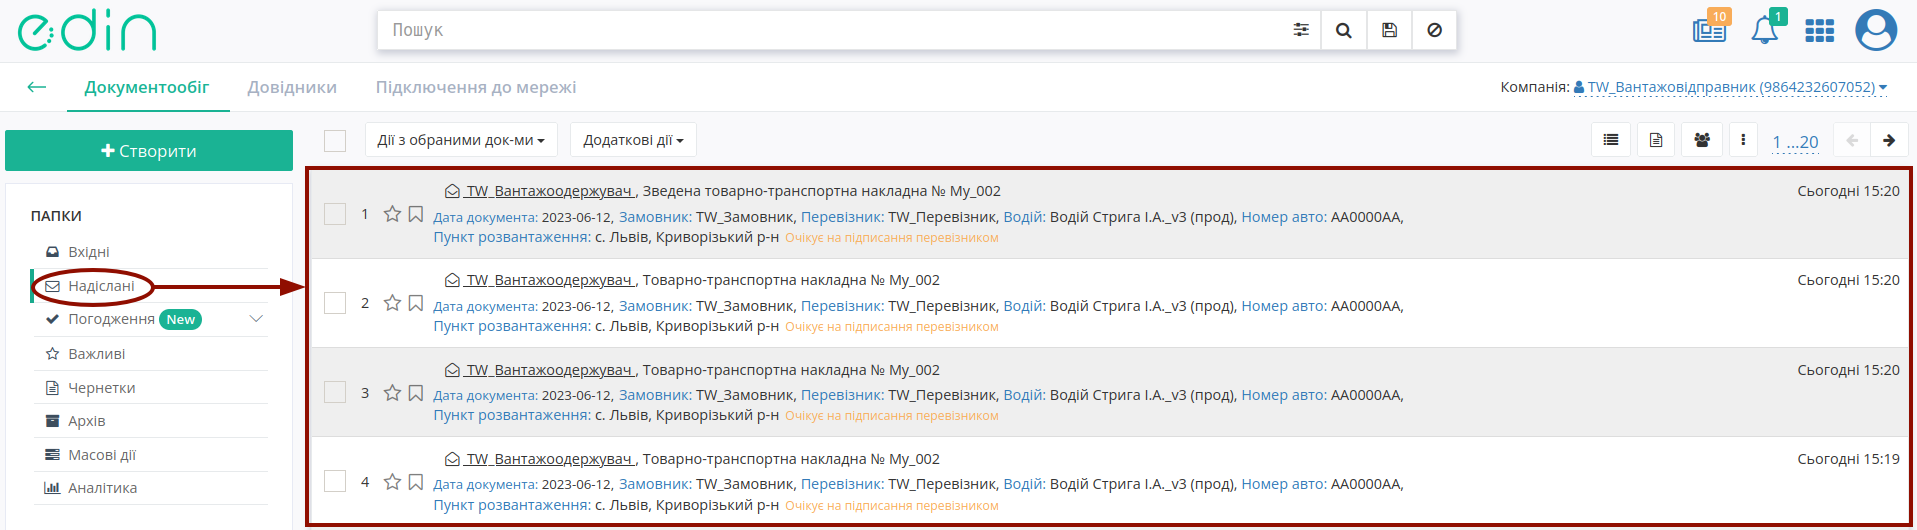 edin
Пошук
10
1
Документообіг Довідники Підключення до мережі
Компанія: TW_Вантажовідправник (9864232607052)
Створити
Дії з обраними док-ми Додаткові дії
1 ...20
ПАПКИ
Вхідні
Надіслані
Погодження New
Важливі
Чернетки
Архів
Масові дії
Аналітика
TW_Вантажоодержувач , Зведена товарно-транспортна накладна № My_002 Сьогодні 15:20
1 Дата документа: 2023-06-12, Замовник: TW_Замовник, Перевізник: TW_Перевізник, Водій: Водій Стрига І.А._v3 (прод), Номер авто: АА0000АА,
Пункт розвантаження: с. Львів, Криворізький р-н Очікує на підписання перевізником
TW_Вантажоодержувач , Товарно-транспортна накладна № My_002 Сьогодні 15:20
2 Дата документа: 2023-06-12, Замовник: TW_Замовник, Перевізник: TW_Перевізник, Водій: Водій Стрига І.А._v3 (прод), Номер авто: АА0000АА,
Пункт розвантаження: с. Львів, Криворізький р-н Очікує на підписання перевізником
TW_Вантажоодержувач , Товарно-транспортна накладна № My_002 Сьогодні 15:20
3 Дата документа: 2023-06-12, Замовник: TW_Замовник, Перевізник: TW_Перевізник, Водій: Водій Стрига І.А._v3 (прод), Номер авто: АА0000АА,
Пункт розвантаження: с. Львів, Криворізький р-н Очікує на підписання перевізником
TW_Вантажоодержувач , Товарно-транспортна накладна № My_002 Сьогодні 15:19
4 Дата документа: 2023-06-12, Замовник: TW_Замовник, Перевізник: TW_Перевізник, Водій: Водій Стрига І.А._v3 (прод), Номер авто: АА0000АА,
Пункт розвантаження: с. Львів, Криворізький р-н Очікує на підписання перевізником